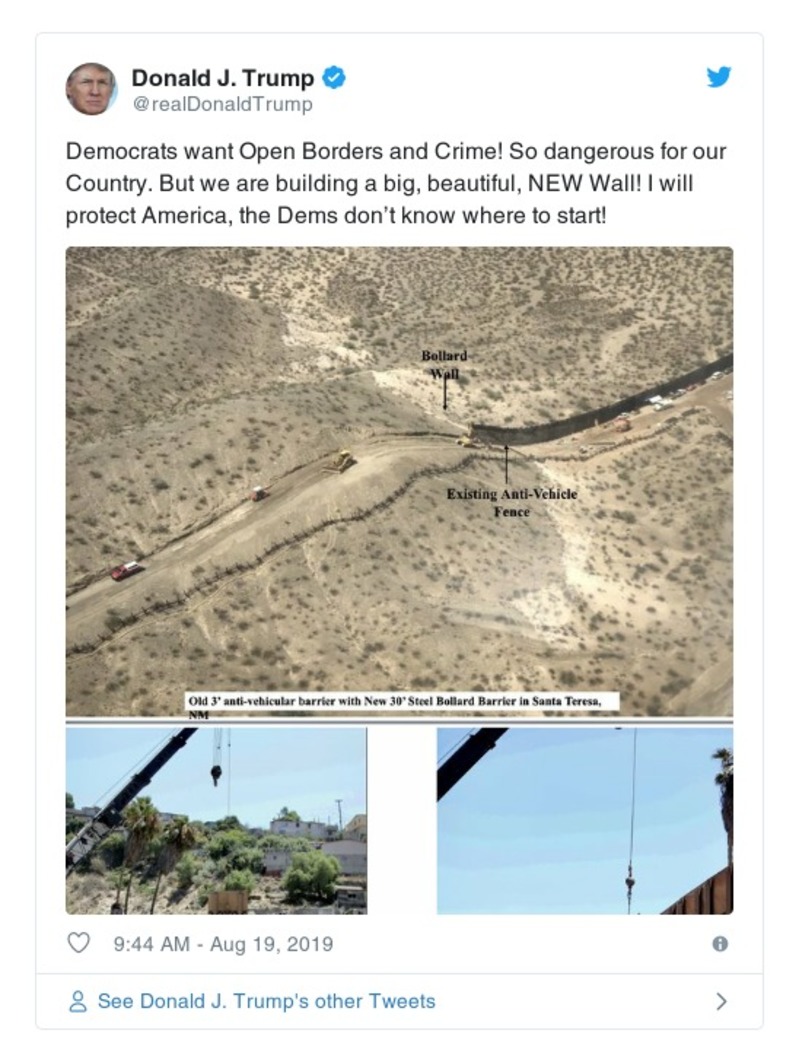 Donald J. Trump
@realDonaldTrump
Democrats want Open Borders and Crime! So dangerous for our
Country. But we are building a big, beautiful, NEW Wall! I will
protect America, the Dems don’t know where to start!
Bollard
Wall
Existing Anti-Vehicle
Fence
Old 3' anti-vehicular barrier with New 30' Steel Bollard Barrier in Santa Teresa,
NM
9:44 AM - Aug 19, 2019
See Donald J. Trump's other Tweets